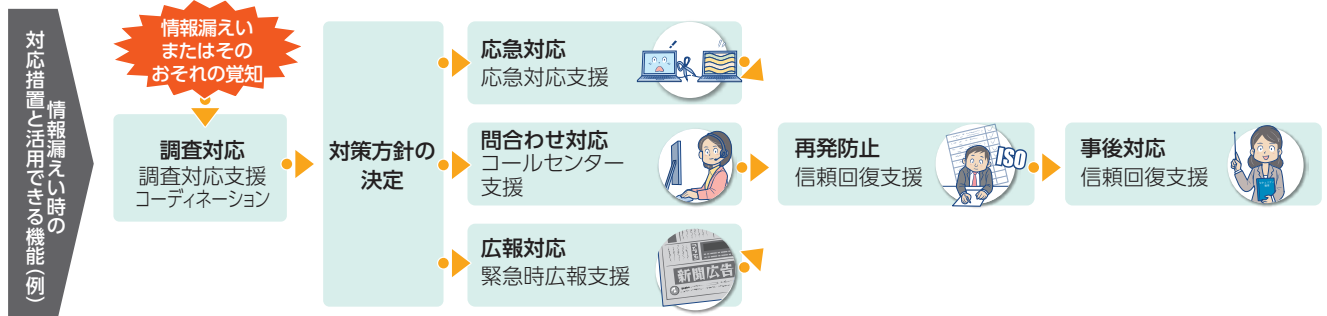 情報漏えい時の
対応措置と活用できる機能(例)
情報漏えい
またはその
おそれの覚知
調査対応
調査対応支援
コーディネーション
対策方針の
決定
応急対応
応急対応支援
問合わせ対応
コールセンター
支援
広報対応
緊急時広報支援
新聞広告
再発防止
信頼回復支援
ISO
事後対応
信頼回復支援